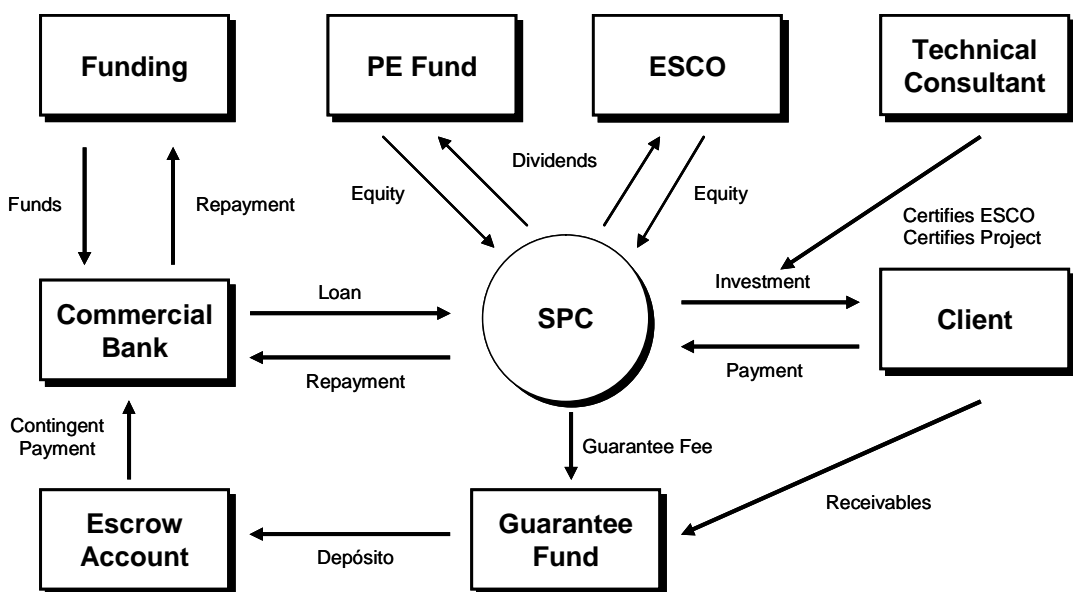 Funding
PE Fund
ESCO
Technical
Consultant
Dividends
Funds
Repayment
Equity
Equity
Certifies ESCO
Certifies Project
Commercial
Bank
Loan
Repayment
SPC
Investment
Payment
Client
Contingent
Payment
Guarantee Fee
Receivables
Escrow
Account
Depósito
Guarantee
Fund